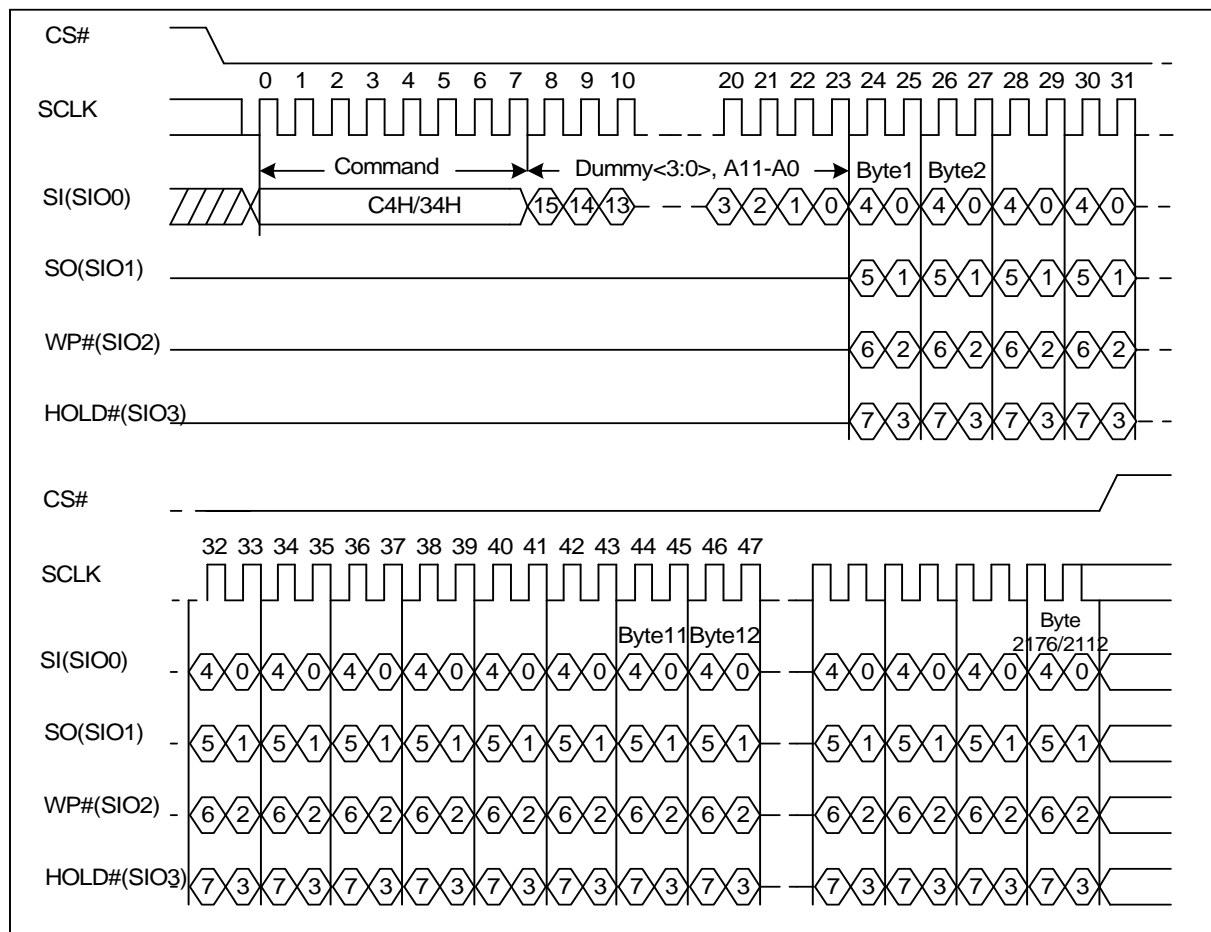 CS#
0 1 2 3 4 5 6 7 8 9 10 20 21 22 23 24 25 26 27 28 29 30 31
SCLK
Command Dummy<3:0>, A11-A0 Byte1 Byte2
SI(SIO0) C4H/34H 15 14 13 3 2 1 0 4 0 4 0 4 0 4 0
SO(SIO1) 5 1 5 1 5 1 5 1
WP#(SIO2) 6 2 6 2 6 2 6 2
HOLD#(SIO3) 7 3 7 3 7 3 7 3
CS#
32 33 34 35 36 37 38 39 40 41 42 43 44 45 46 47
SCLK
Byte11 Byte12 Byte
2176/2112
SI(SIO0) 4 0 4 0 4 0 4 0 4 0 4 0 4 0 4 0 4 0 4 0 4 0 4 0
SO(SIO1) 5 1 5 1 5 1 5 1 5 1 5 1 5 1 5 1 5 1 5 1 5 1 5 1
WP#(SIO2) 6 2 6 2 6 2 6 2 6 2 6 2 6 2 6 2 6 2 6 2 6 2 6 2
HOLD#(SIO3) 7 3 7 3 7 3 7 3 7 3 7 3 7 3 7 3 7 3 7 3 7 3 7 3